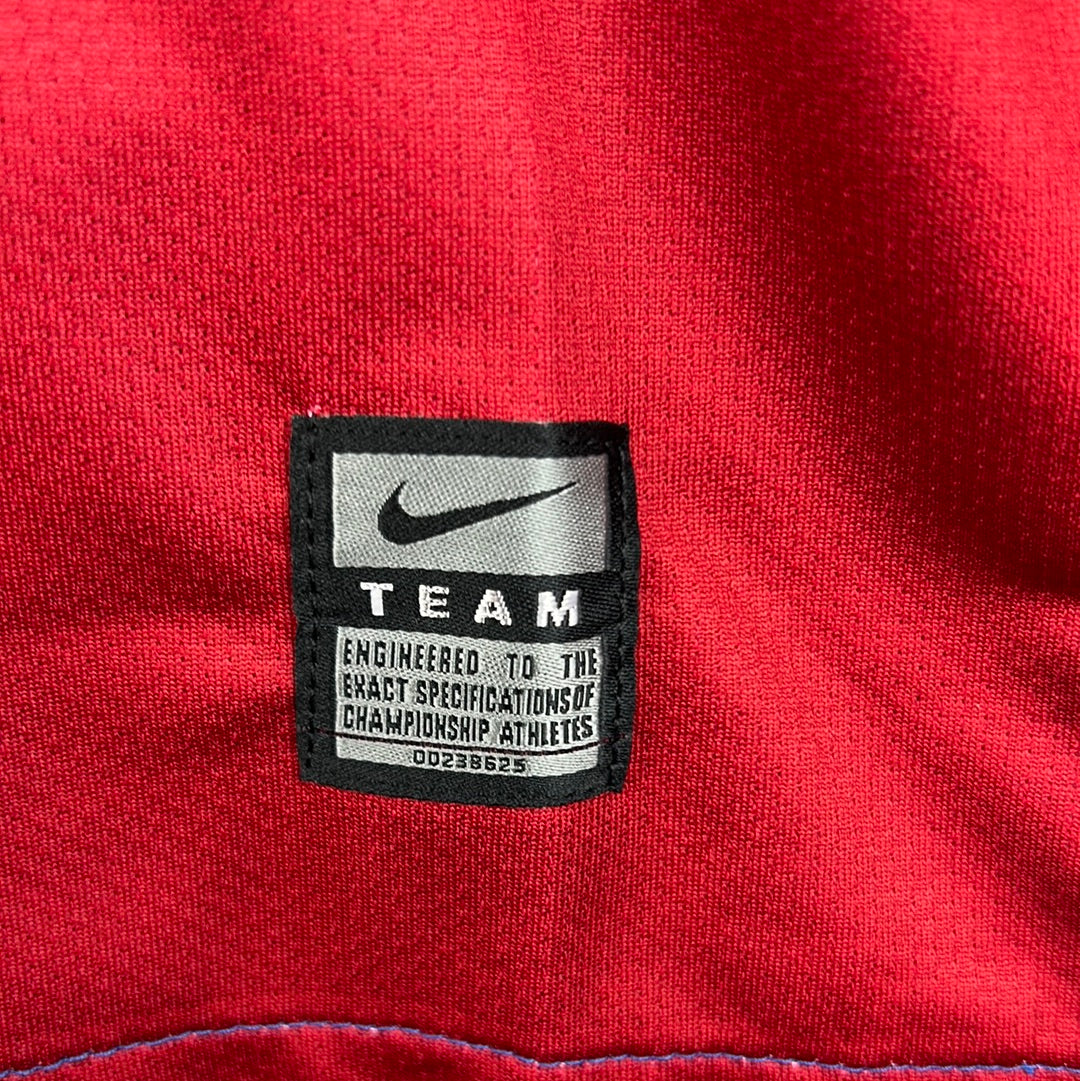 TEAM
ENGINEERED TO THE
EXACT SPECIFICATIONS OF
CHAMPIONSHIP ATHLETES
00238625